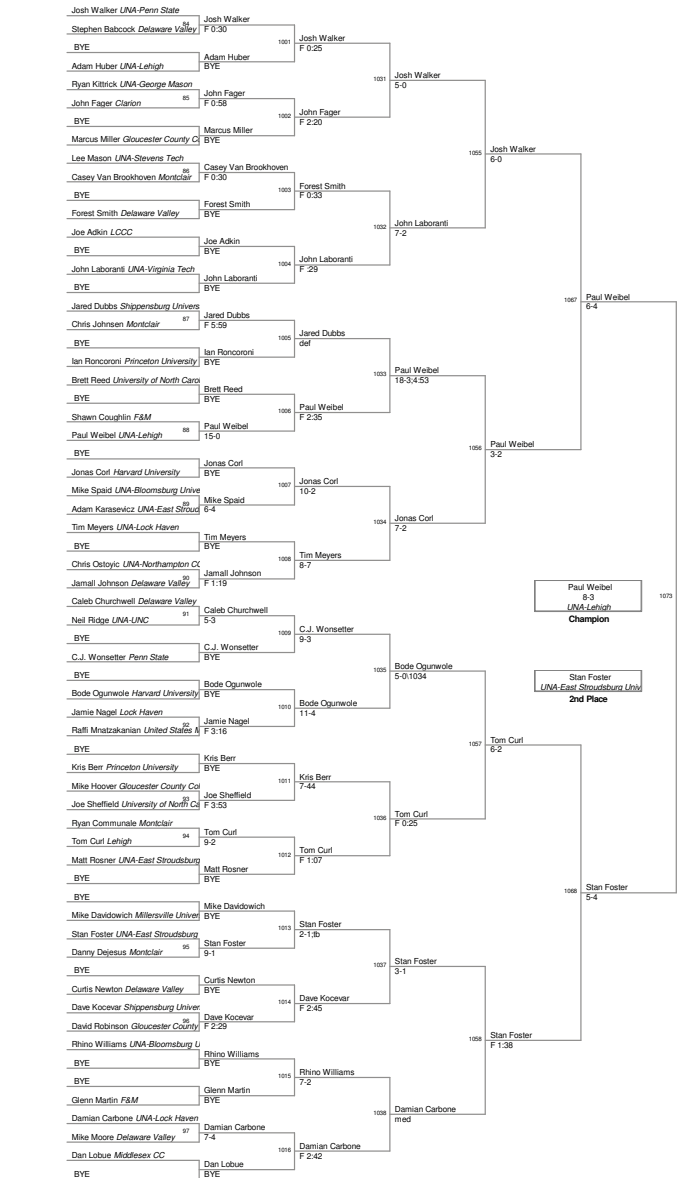 Josh Walker UNA-Penn State
84
Stephen Babcock Delaware Valley
Josh Walker
F 0:30
BYE
Adam Huber UNA-Lehigh
Adam Huber
BYE
1001
Josh Walker
F 0:25
Ryan Kittrick UNA-George Mason
85
John Fager Clarion
John Fager
F 0:58
BYE
Marcus Miller Gloucester County
Marcus Miller
BYE
1002
John Fager
F 2:20
1031
Josh Walker
5-0
Lee Mason UNA-Stevens Tech
86
Casey Van Brookhoven Montclair
Casey Van Brookhoven
F 0:30
BYE
Forest Smith Delaware Valley
Forest Smith
BYE
1003
Forest Smith
F 0:33
Joe Adkin LCCC
BYE
Joe Adkin
BYE
John Laboranti UNA-Virginia Tech
BYE
John Laboranti
BYE
1004
John Laboranti
F :29
1032
John Laboranti
7-2
1055
Josh Walker
6-0
Jared Dubbs Shippensburg Univers
87
Chris Johnsen Montclair
Jared Dubbs
F 5:59
BYE
Ian Roncoroni Princeton University
Ian Roncoroni
BYE
1005
Jared Dubbs
def
Brett Reed University of North Carol
BYE
Brett Reed
BYE
Shawn Coughlin F&M
88
Paul Weibel UNA-Lehigh
Paul Weibel
15-0
1006
Paul Weibel
F 2:35
1033
Paul Weibel
18-3;4:53
BYE
Jonas Corl Harvard University
Jonas Corl
BYE
Mike Spaid UNA-Bloomsburg Unive
89
Adam Karasevicz UNA-East Stroud
Mike Spaid
6-4
1007
Jonas Corl
10-2
Tim Meyers UNA-Lock Haven
BYE
Tim Meyers
BYE
Chris Ostoyic UNA-Northampton CC
90
Jamall Johnson Delaware Valley
Jamall Johnson
F 1:19
1008
Tim Meyers
8-7
1034
Jonas Corl
7-2
1056
Paul Weibel
3-2
1067
Paul Weibel
6-4
Paul Weibel
8-3
UNA-Lehigh
Champion
1073
Caleb Churchwell Delaware Valley
91
Neil Ridge UNA-UNC
Caleb Churchwell
5-3
BYE
C.J. Wonsetter Penn State
C.J. Wonsetter
BYE
1009
C.J. Wonsetter
9-3
BYE
Bode Ogunwole Harvard University
Bode Ogunwole
BYE
Jamie Nagel Lock Haven
92
Raffi Mnatzakanian United States M
Jamie Nagel
F 3:16
1010
Bode Ogunwole
11-4
1035
Bode Ogunwole
5-0\1034
Stan Foster
UNA-East Stroudsburg Univ
2nd Place
BYE
Kris Berr Princeton University
Kris Berr
BYE
Mike Hoover Gloucester County Col
93
Joe Sheffield University of North Ca
Joe Sheffield
F 3:53
1011
Kris Berr
7-44
Ryan Communale Montclair
94
Tom Curl Lehigh
Tom Curl
9-2
Matt Rosner UNA-East Stroudsburg
BYE
Matt Rosner
BYE
1012
Tom Curl
F 1:07
1036
Tom Curl
F 0:25
1057
Tom Curl
6-2
BYE
Mike Davidowich Millersville Univer
Mike Davidowich
BYE
Stan Foster UNA-East Stroudsburg
95
Danny Dejesus Montclair
Stan Foster
9-1
1013
Stan Foster
2-1;tb
BYE
Curtis Newton Delaware Valley
Curtis Newton
BYE
Dave Kocevar Shippensburg Univer
96
David Robinson Gloucester County
Dave Kocevar
F 2:29
1014
Dave Kocevar
F 2:45
1037
Stan Foster
3-1
Rhino Williams UNA-Bloomsburg U
BYE
Rhino Williams
BYE
BYE
Glenn Martin F&M
Glenn Martin
BYE
1015
Rhino Williams
7-2
Damian Carbone UNA-Lock Haven
97
Mike Moore Delaware Valley
Damian Carbone
7-4
Dan Lobue Middlesex CC
BYE
Dan Lobue
BYE
1016
Damian Carbone
F 2:42
1038
Damian Carbone
med
1058
Stan Foster
F 1:38
1068
Stan Foster
5-4